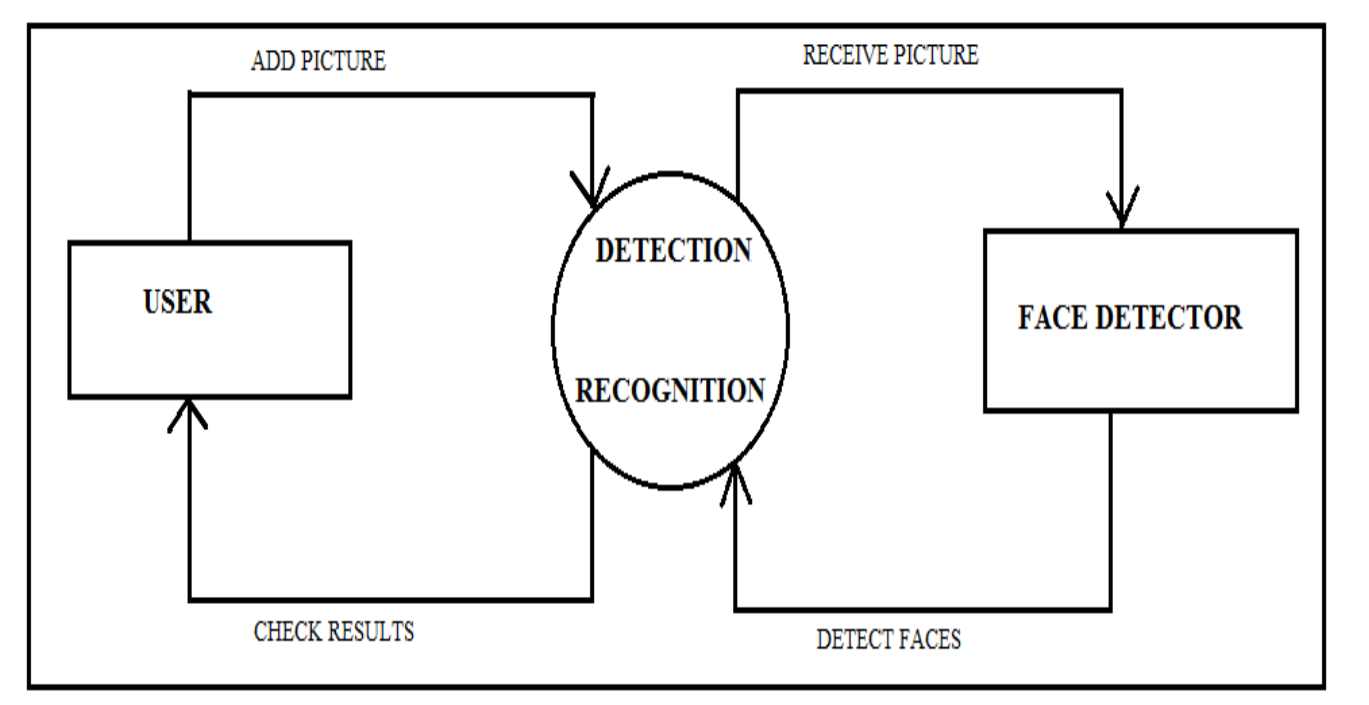 ADD PICTURE
RECEIVE PICTURE
DETECTION
USER
FACE DETECTOR
RECOGNITION
CHECK RESULTS
DETECT FACES